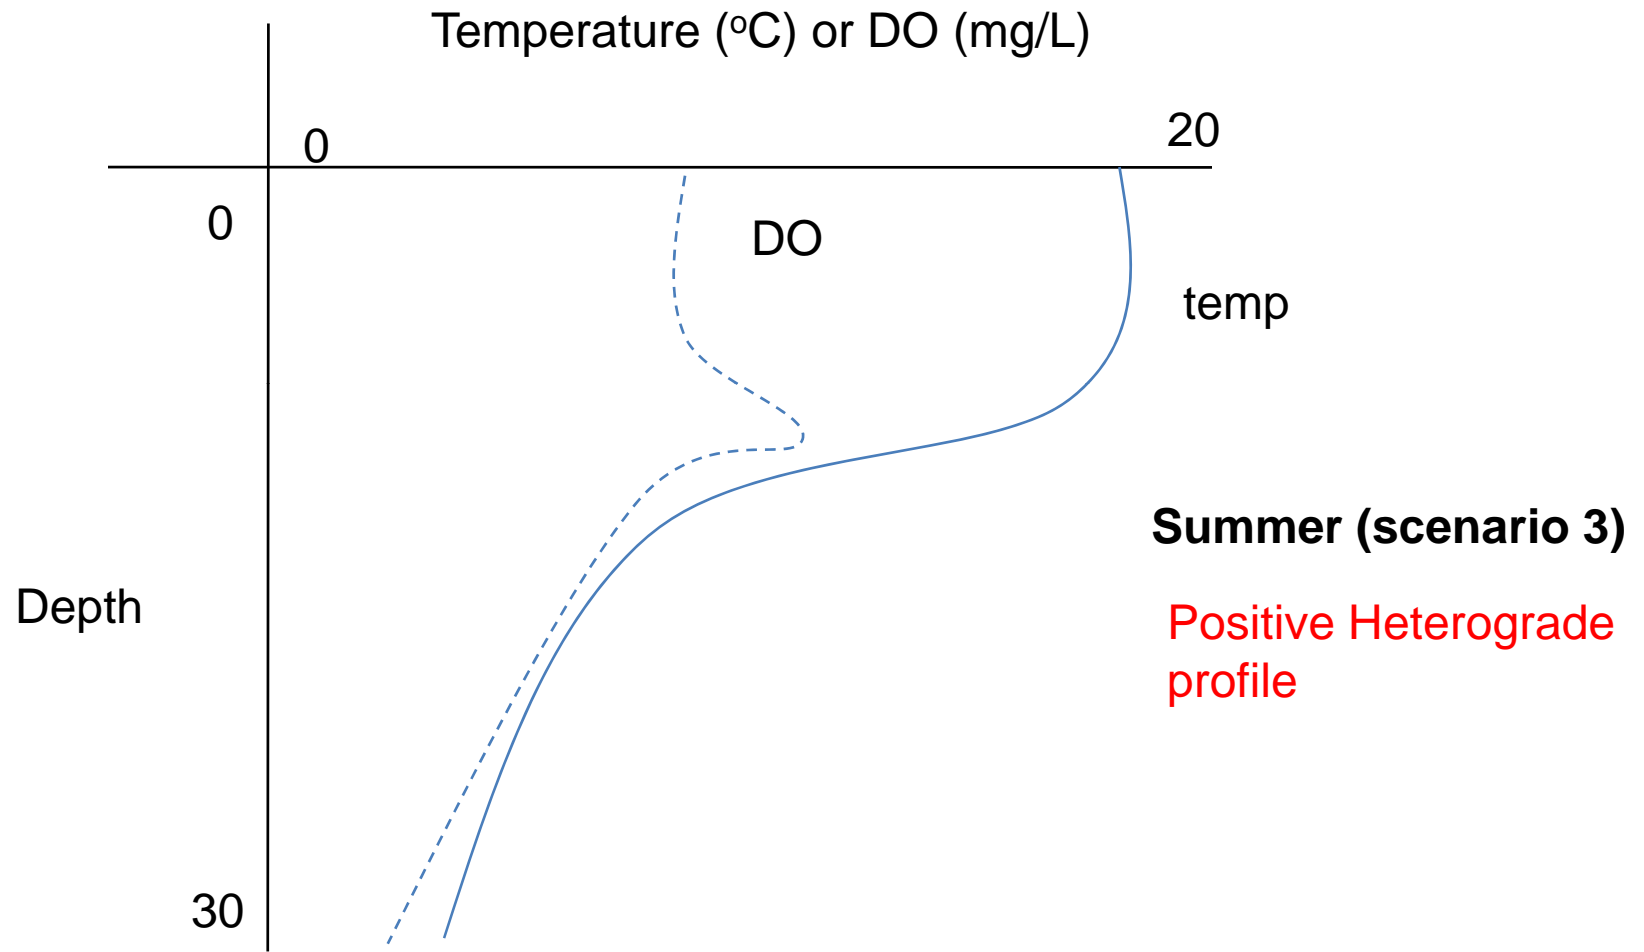 Temperature (oC) or DO (mg/L)
0
20
0
DO
temp
Summer (scenario 3)
Depth
Positive Heterograde
profile
30